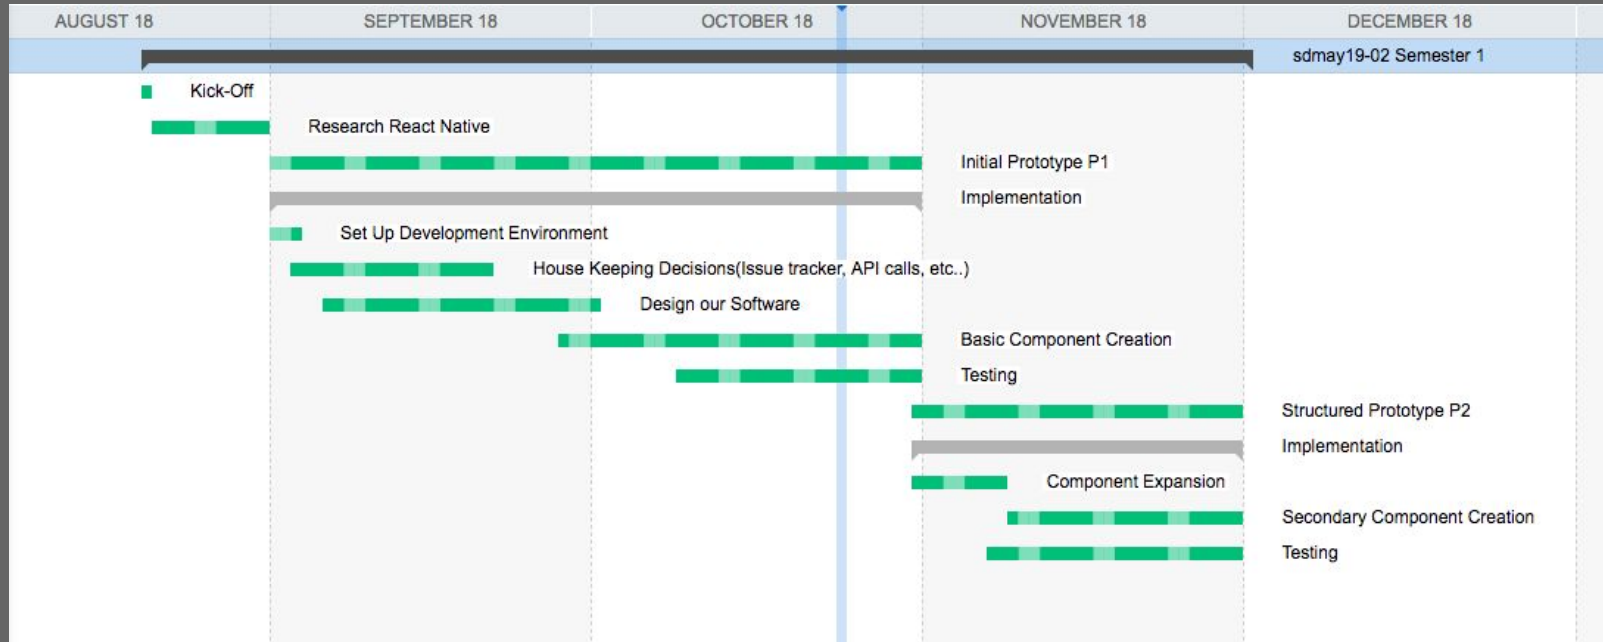 AUGUST 18 SEPTEMBER 18 OCTOBER 18 NOVEMBER 18 DECEMBER 18
sdmay19-02 Semester 1
Kick-Off
Research React Native
Initial Prototype P1
Implementation
Set Up Development Environment
House Keeping Decisions(Issue tracker, API calls, etc..)
Design our Software
Basic Component Creation
Testing
Structured Prototype P2
Implementation
Component Expansion
Secondary Component Creation
Testing